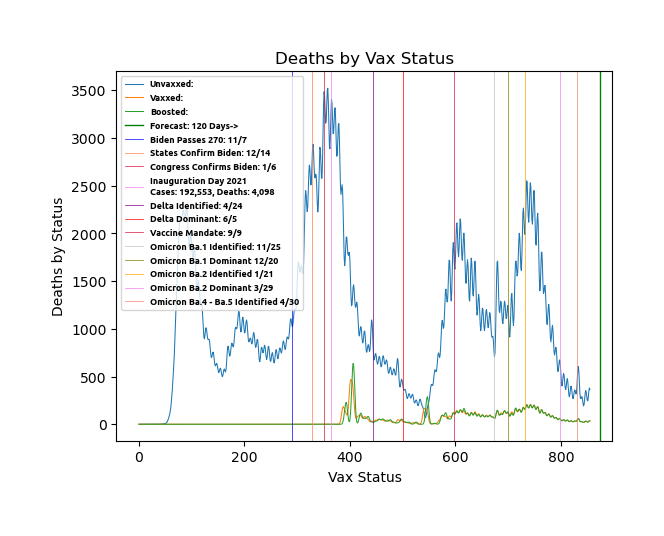 Deaths by Vax Status
Unvaxxed:
Vaxxed:
Boosted:
Forecast: 120 Days->
Biden Passes 270: 11/7
States Confirm Biden: 12/14
Congress Confirms Biden: 1/6
Inauguration Day 2021
Cases: 192,553, Deaths: 4,098
Delta Identified: 4/24
Delta Dominant: 6/5
Vaccine Mandate: 9/9
Omicron Ba.1 Identified: 11/25
Omicron Ba.1 Dominant 12/20
Omicron Ba.2 Identified 1/21
Omicron Ba.2 Dominant 3/29
Omicron Ba.4 - Ba.5 Identified 4/30
Deaths by Status
3500
3000
2500
2000
1500
1000
500
0
0 200 400 600 800
Vax Status